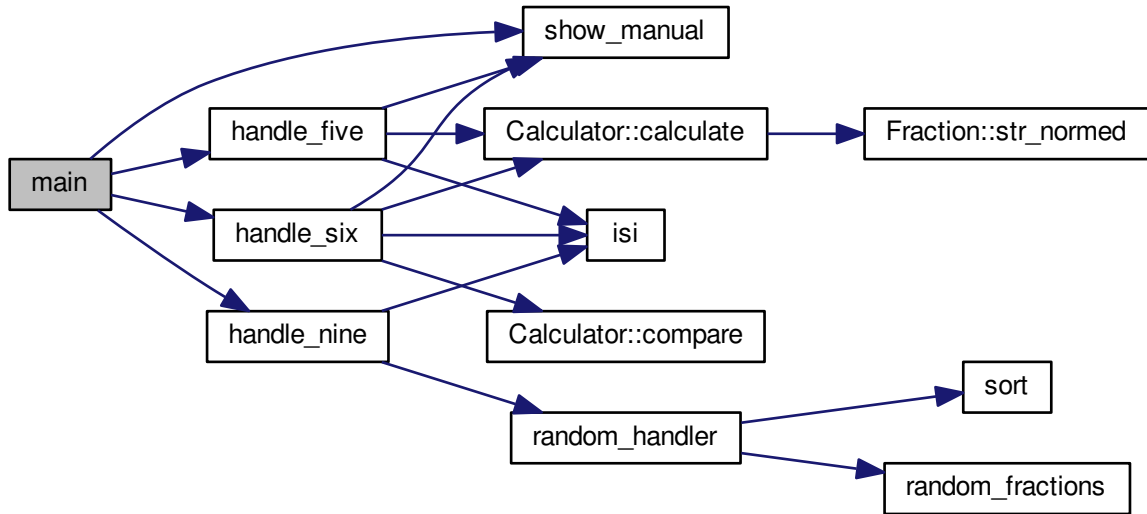 show_manual
handle_five
Calculator::calculate
Fraction::str_normed
main
handle_six
isi
handle_nine
Calculator::compare
sort
random_handler
random_fractions